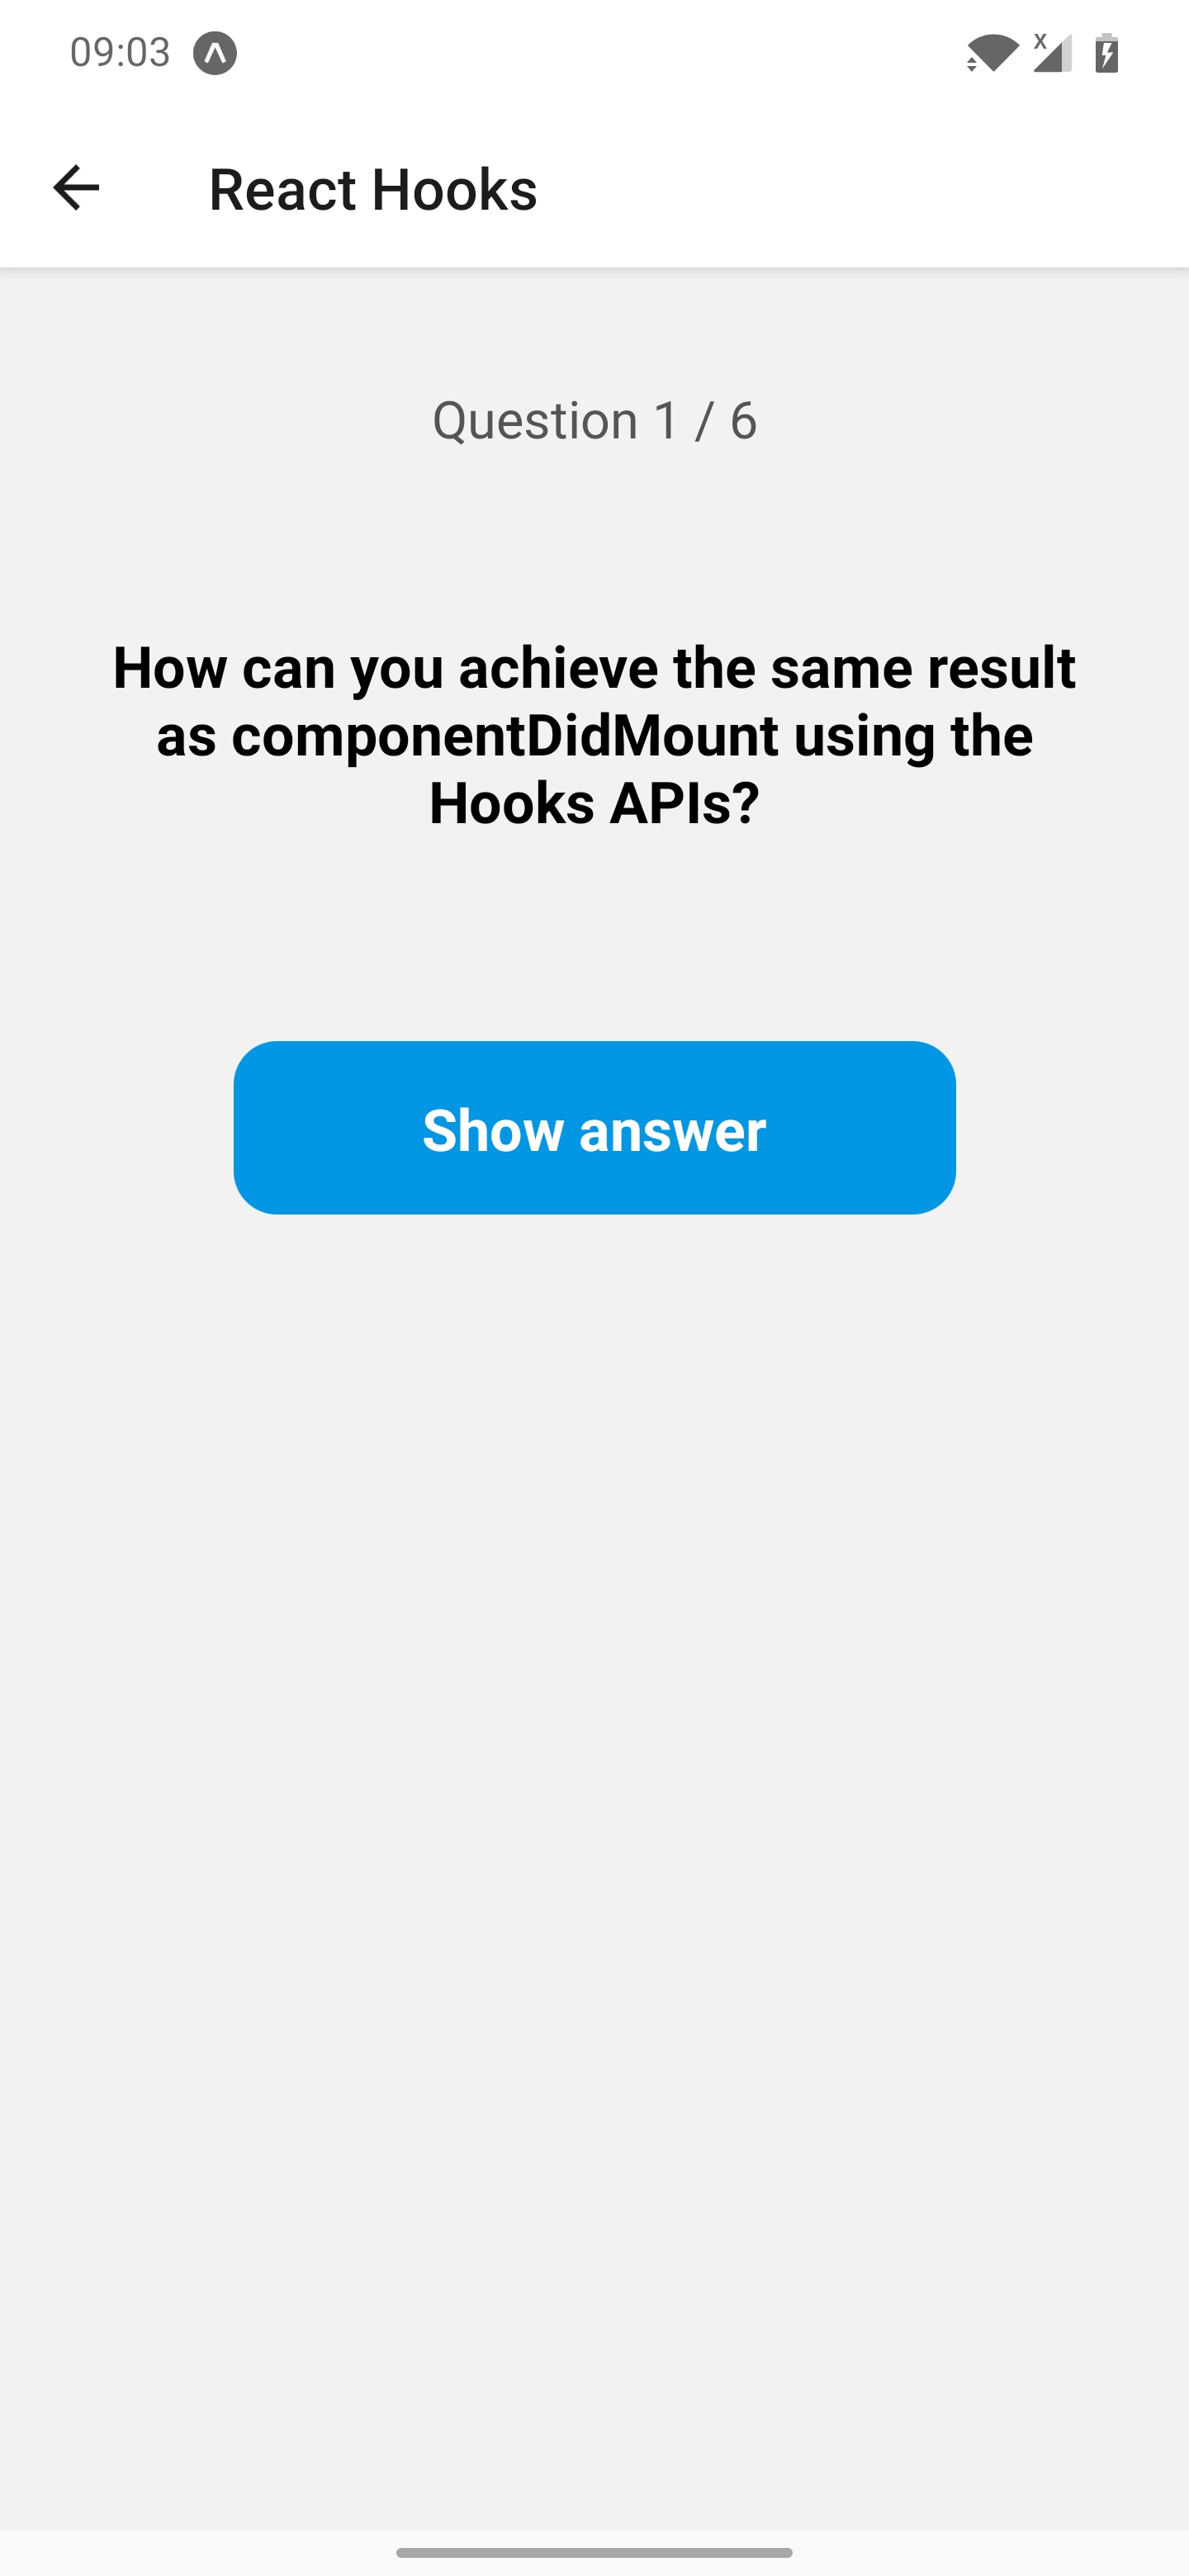 09:03
React Hooks
Question 1 / 6
How can you achieve the same result
as componentDidMount using the
Hooks APIs?
Show answer